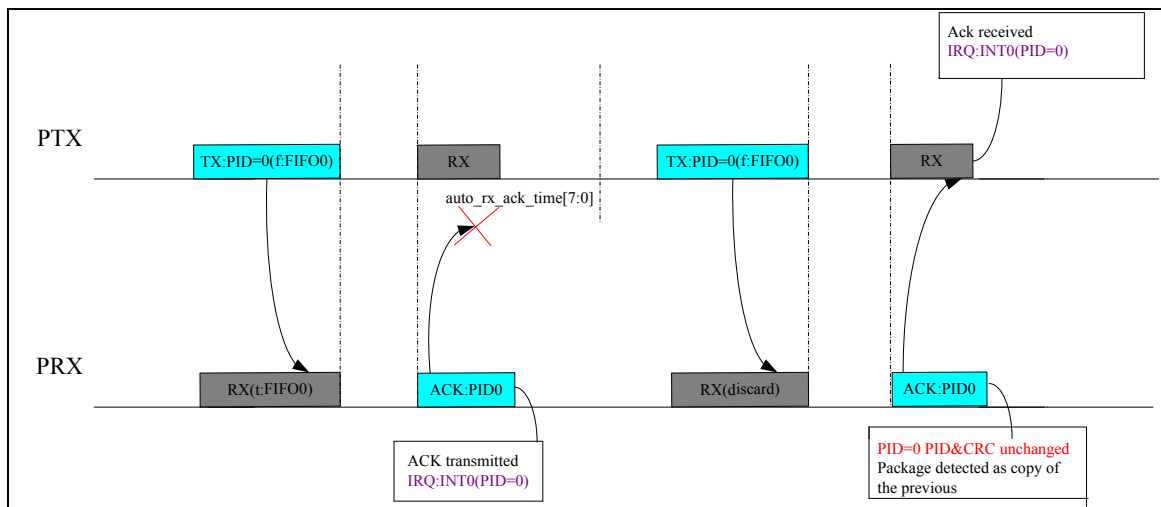 Ack received
IRQ:INT0(PID=0)
PTX
TX:PID=0(f:FIFO0)
RX
TX:PID=0(f:FIFO0)
RX
auto_rx_ack_time[7:0]
PRX
RX(t:FIFO0)
ACK:PID0
RX(discard)
ACK:PID0
ACK transmitted
IRQ:INT0(PID=0)
PID=0 PID&CRC unchanged
Package detected as copy of
the previous